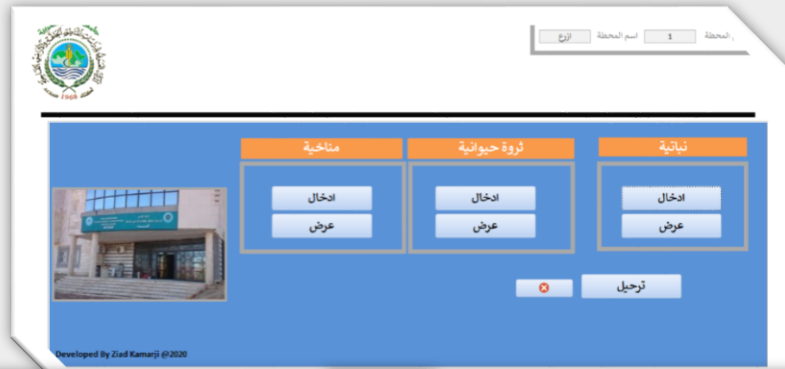 المحطة 1 اسم المحطة ازرع
1968
نباتية ثروة حيوانية مناخية
ادخال ادخال ادخال
عرض عرض عرض
ترحيل
Developed By Ziad Kamarji @2020